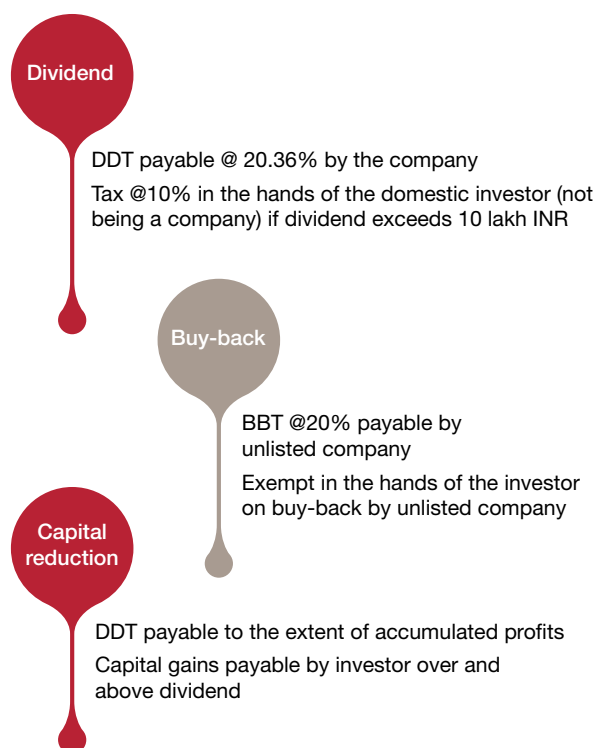 Dividend
DDT payable @ 20.36% by the company
Tax @10% in the hands of the domestic investor (not
being a company) if dividend exceeds 10 lakh INR
Buy-back
BBT @20% payable by
unlisted company
Exempt in the hands of the investor
on buy-back by unlisted company
Capital
reduction
DDT payable to the extent of accumulated profits
Capital gains payable by investor over and
above dividend